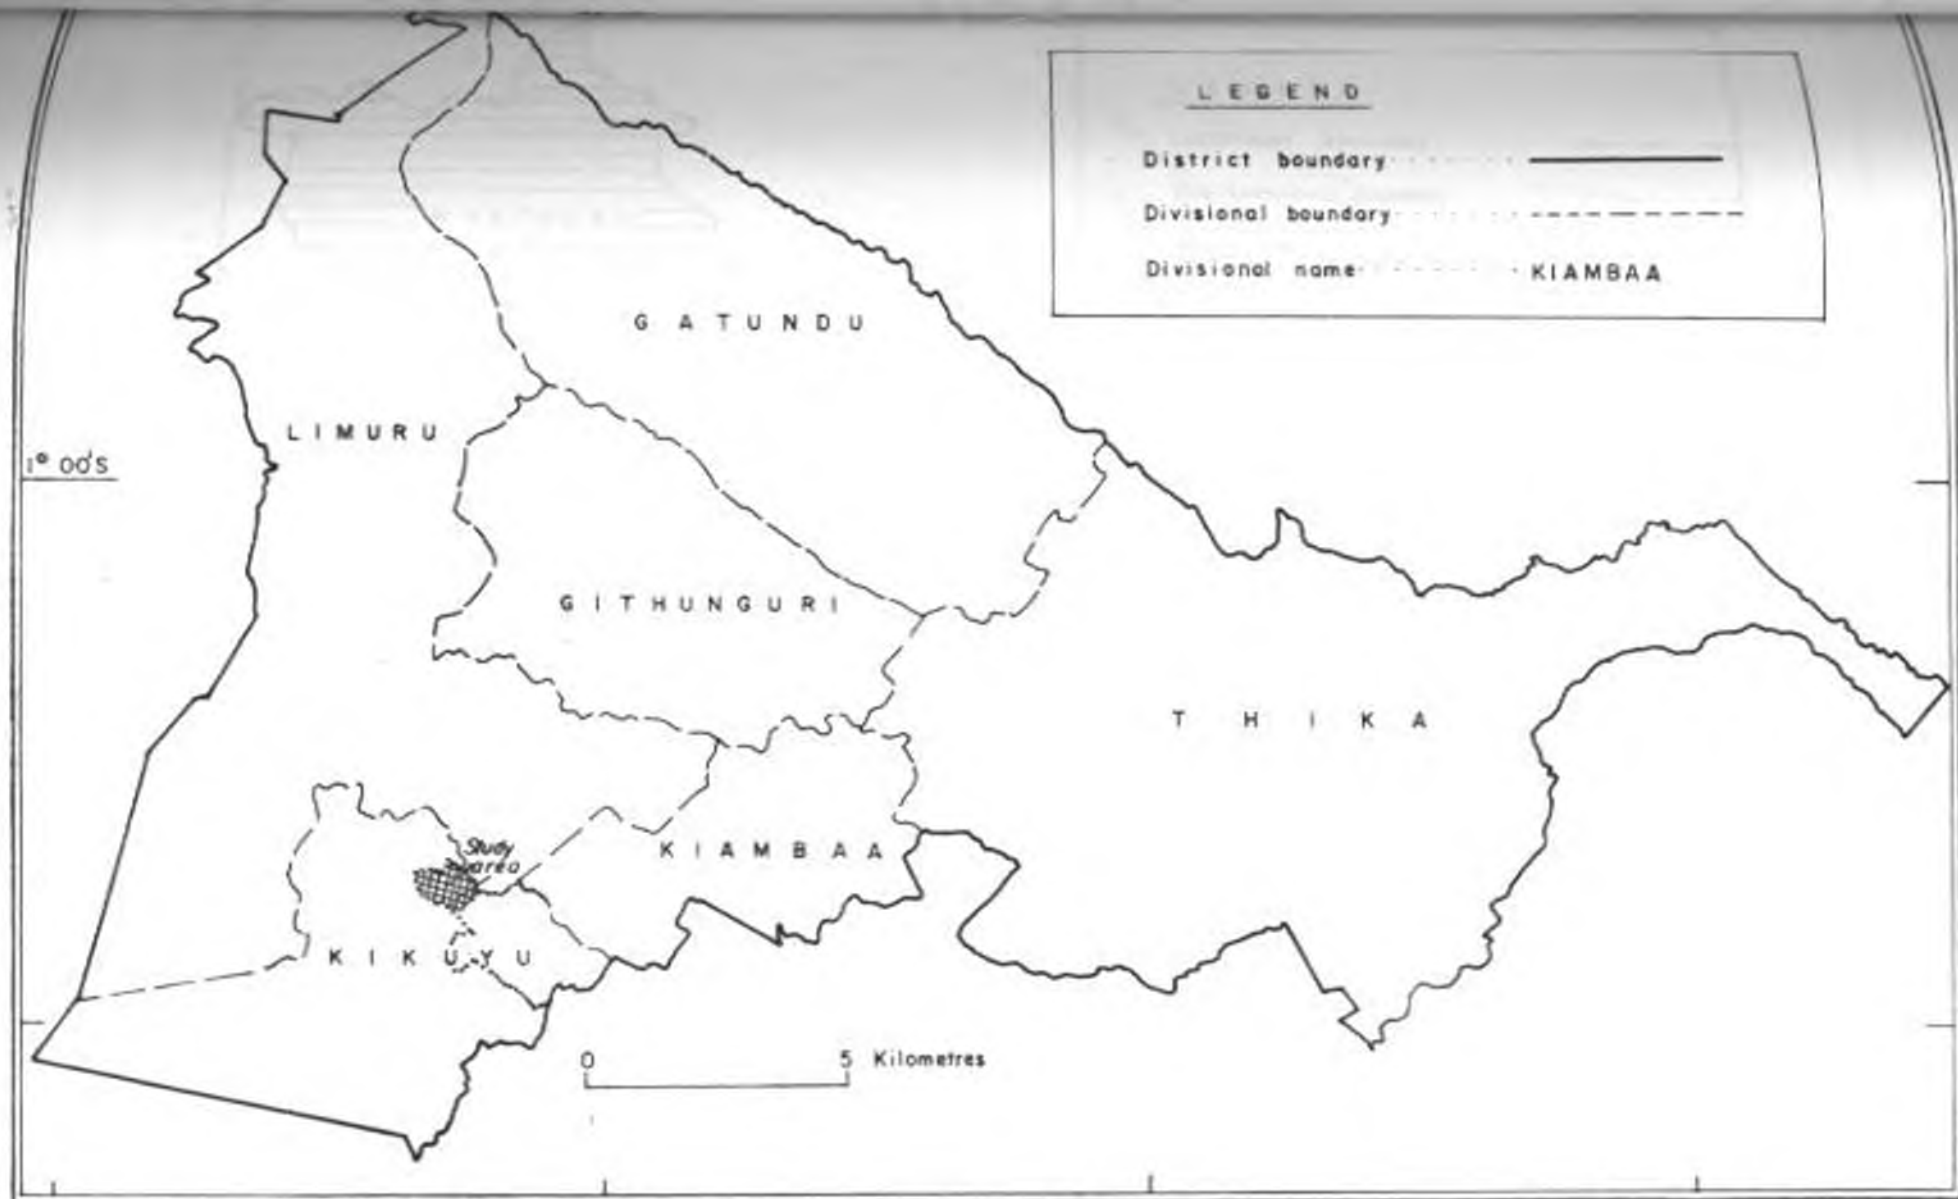 LEGEND
District boundary
Divisional boundary
Divisional name KIAMBAA
GATUNDU
LIMURU
1° 00'S
GITHUNGURI
THIKA
Study
area
KIAMBAA
KIKUYU
0 5 Kilometres